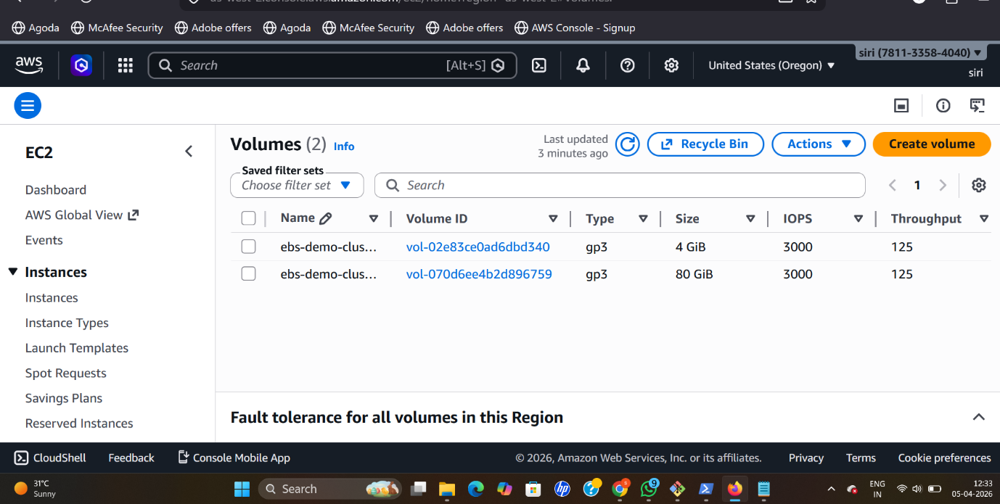 Agoda McAfee Security Adobe offers Agoda McAfee Security Adobe offers AWS Console - Signup
aws Search [Alt+S] United States (Oregon) siri (7811-3358-4040)
siri
EC2
Dashboard
AWS Global View
Events
Instances
Instances
Instance Types
Launch Templates
Spot Requests
Savings Plans
Reserved Instances
Volumes (2) Info
Last updated
3 minutes ago
Recycle Bin Actions Create volume
Saved filter sets
Choose filter set Search 1
Name Volume ID Type Size IOPS Throughput
ebs-demo-clus... vol-02e83ce0ad6dbd340 gp3 4 GiB 3000 125
ebs-demo-clus... vol-070d6ee4b2d896759 gp3 80 GiB 3000 125
Fault tolerance for all volumes in this Region
CloudShell Feedback Console Mobile App © 2026, Amazon Web Services, Inc. or its affiliates. Privacy Terms Cookie preferences
31°C
Sunny
Search
hp
9
ENG
IN
12:33
05-04-2026